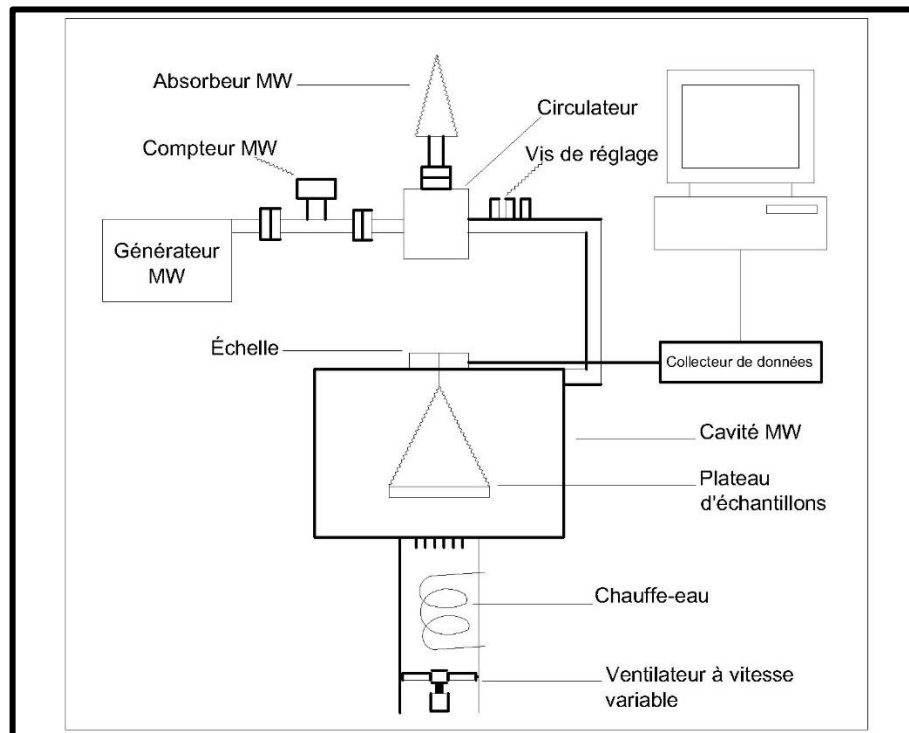 Absorbeur MW
Circulateur
Compteur MW
Vis de réglage
Générateur
MW
Échelle
Collecteur de données
Cavité MW
Plateau
d'échantillons
Chauffe-eau
Ventilateur à vitesse
variable